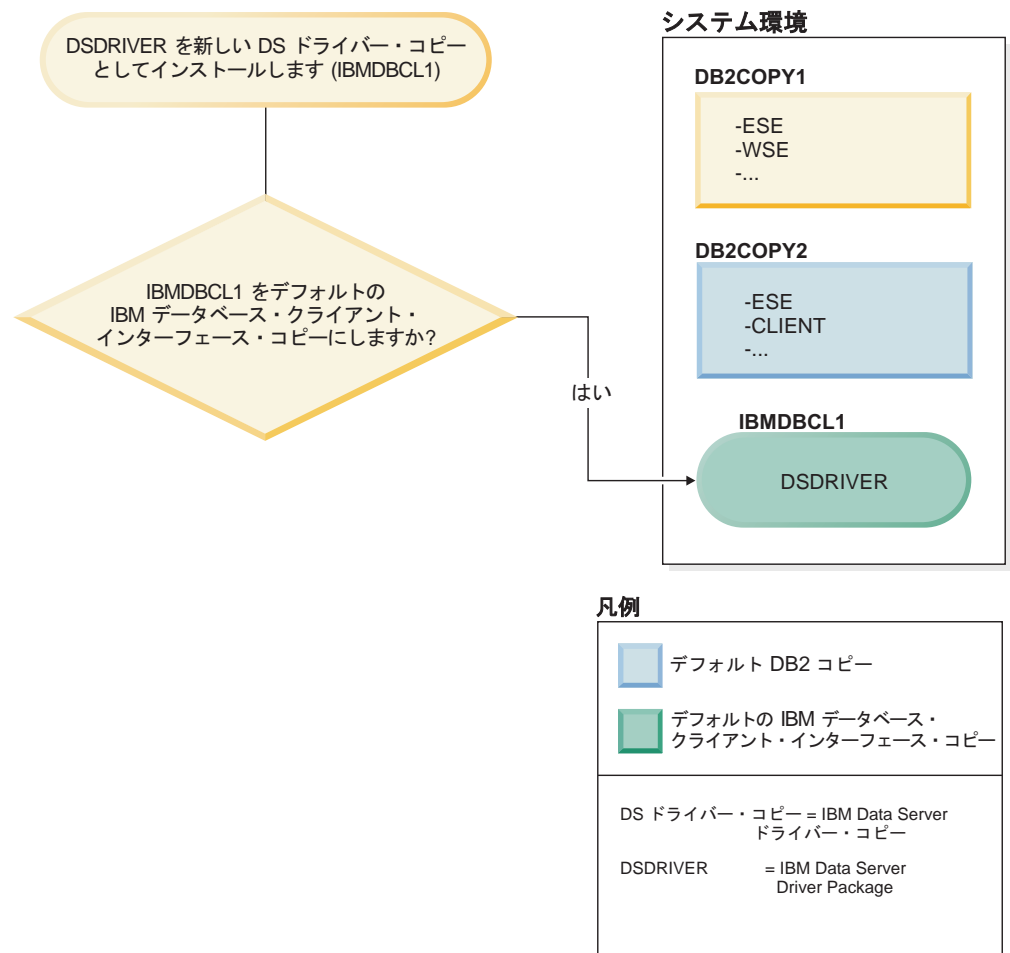 DSDRIVER を新しい DS ドライバー・コピー
としてインストールします (IBMDBCL1)
IBMDBCL1 をデフォルトの
IBM データベース・クライアント・
インターフェース・コピーにしますか?
はい
システム環境
DB2COPY1
-ESE
-WSE
-...
DB2COPY2
-ESE
-CLIENT
-...
IBMDBCL1
DSDRIVER
凡例
デフォルト DB2 コピー
デフォルトの IBM データベース・
クライアント・インターフェース・コピー
DS ドライバー・コピー = IBM Data Server
ドライバー・コピー
DSDRIVER = IBM Data Server
Driver Package